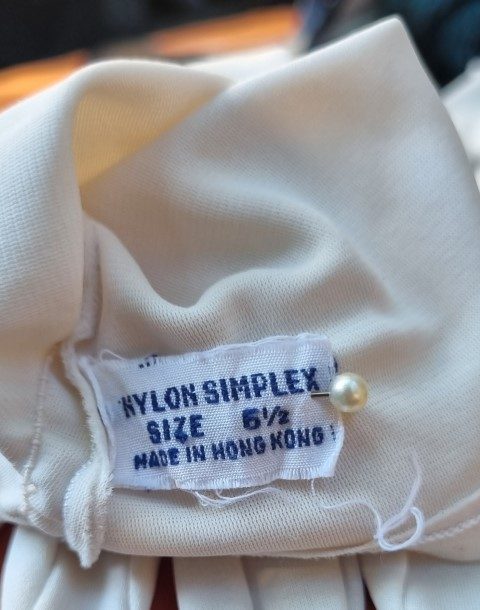 NYLON SIMPLEX
SIZE 6½
MADE IN HONG KONG